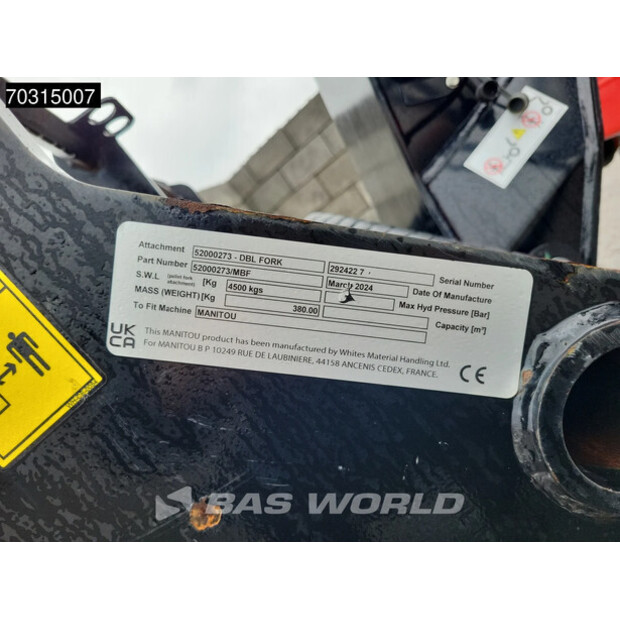 70315007
Attachment 52000273 - DBL FORK 292422 7 Serial Number
Part Number 52000273/MBF March 2024 Date Of Manufacture
S.W.L (pallet fork attachment) [Kg 4500 kgs Max Hyd Pressure [Bar]
MASS (WEIGHT) [Kg 380.00 Capacity [m³]
To Fit Machine MANITOU
UK CA
This MANITOU product has been manufactured by Whites Material Handling Ltd.
For MANITOU B P 10249 RUE DE LAUBINIERE, 44158 ANCENIS CEDEX, FRANCE.
CE
BAS WORLD